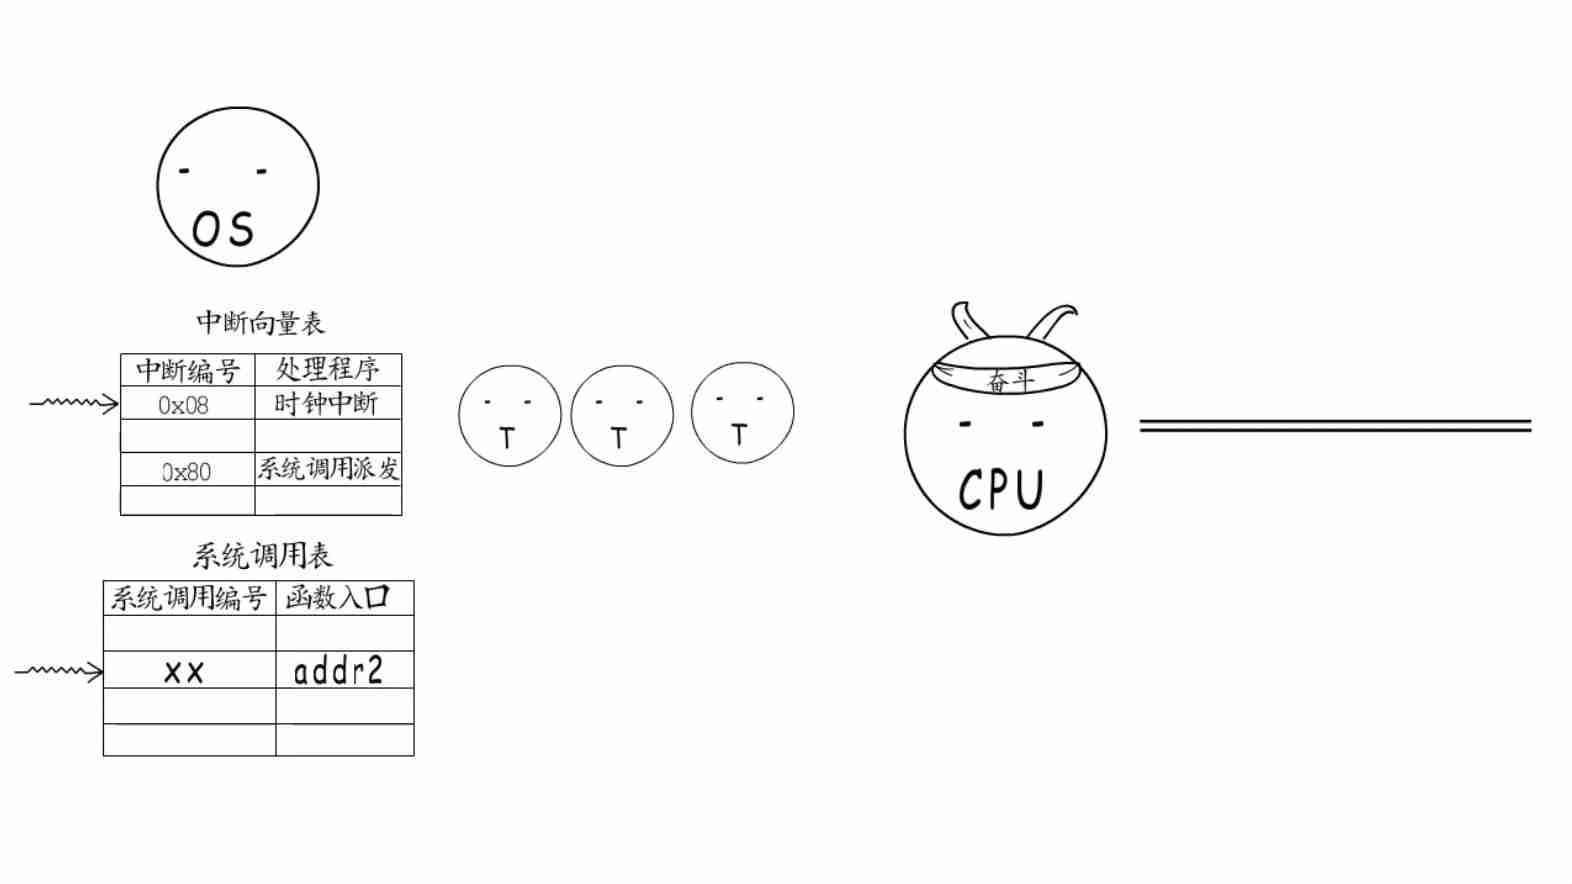 OS
中断向量表
中断编号 处理程序
0x08 时钟中断
0x80 系统调用派发
系统调用表
系统调用编号 函数入口
xx addr2
T T T
奋斗
CPU